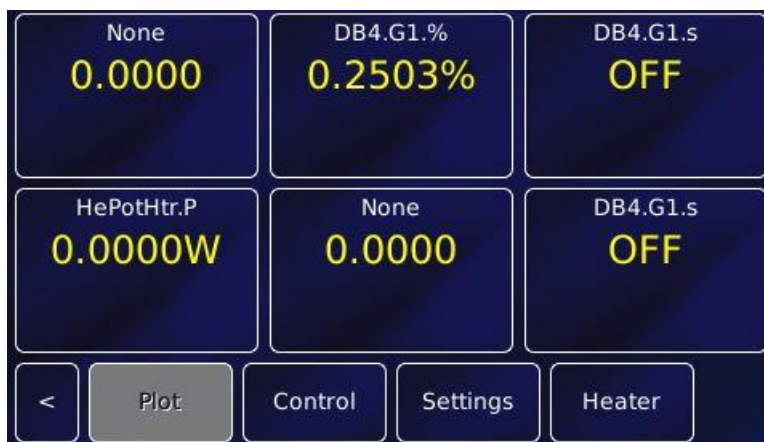 None
0.0000
DB4.G1.%
0.2503%
DB4.G1.s
OFF
HePotHtr.P
0.0000W
None
0.0000
DB4.G1.s
OFF
<
Plot
Control
Settings
Heater